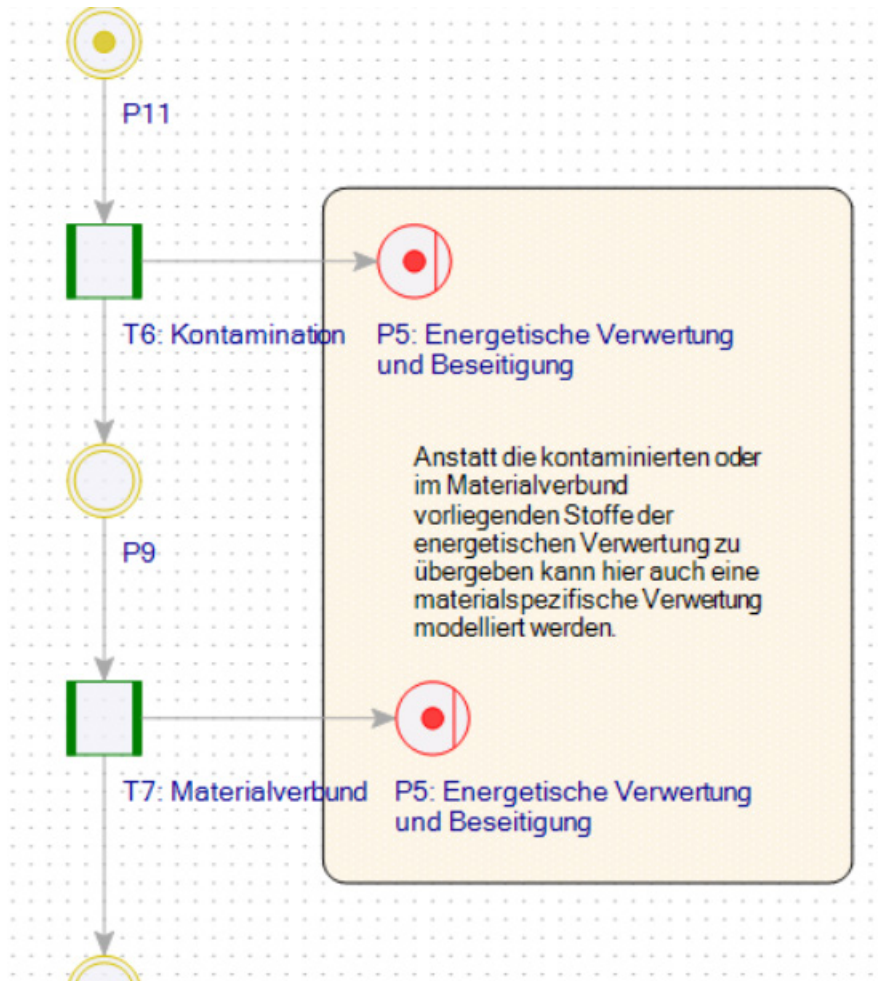 P11
T6: Kontamination
P5: Energetische Verwertung
und Beseitigung
Anstatt die kontaminierten oder
im Materialverbund
vorliegenden Stoffe der
energetischen Verwertung zu
übergeben kann hier auch eine
materialspezifische Verwertung
modelliert werden.
P9
T7: Materialverbund
P5: Energetische Verwertung
und Beseitigung